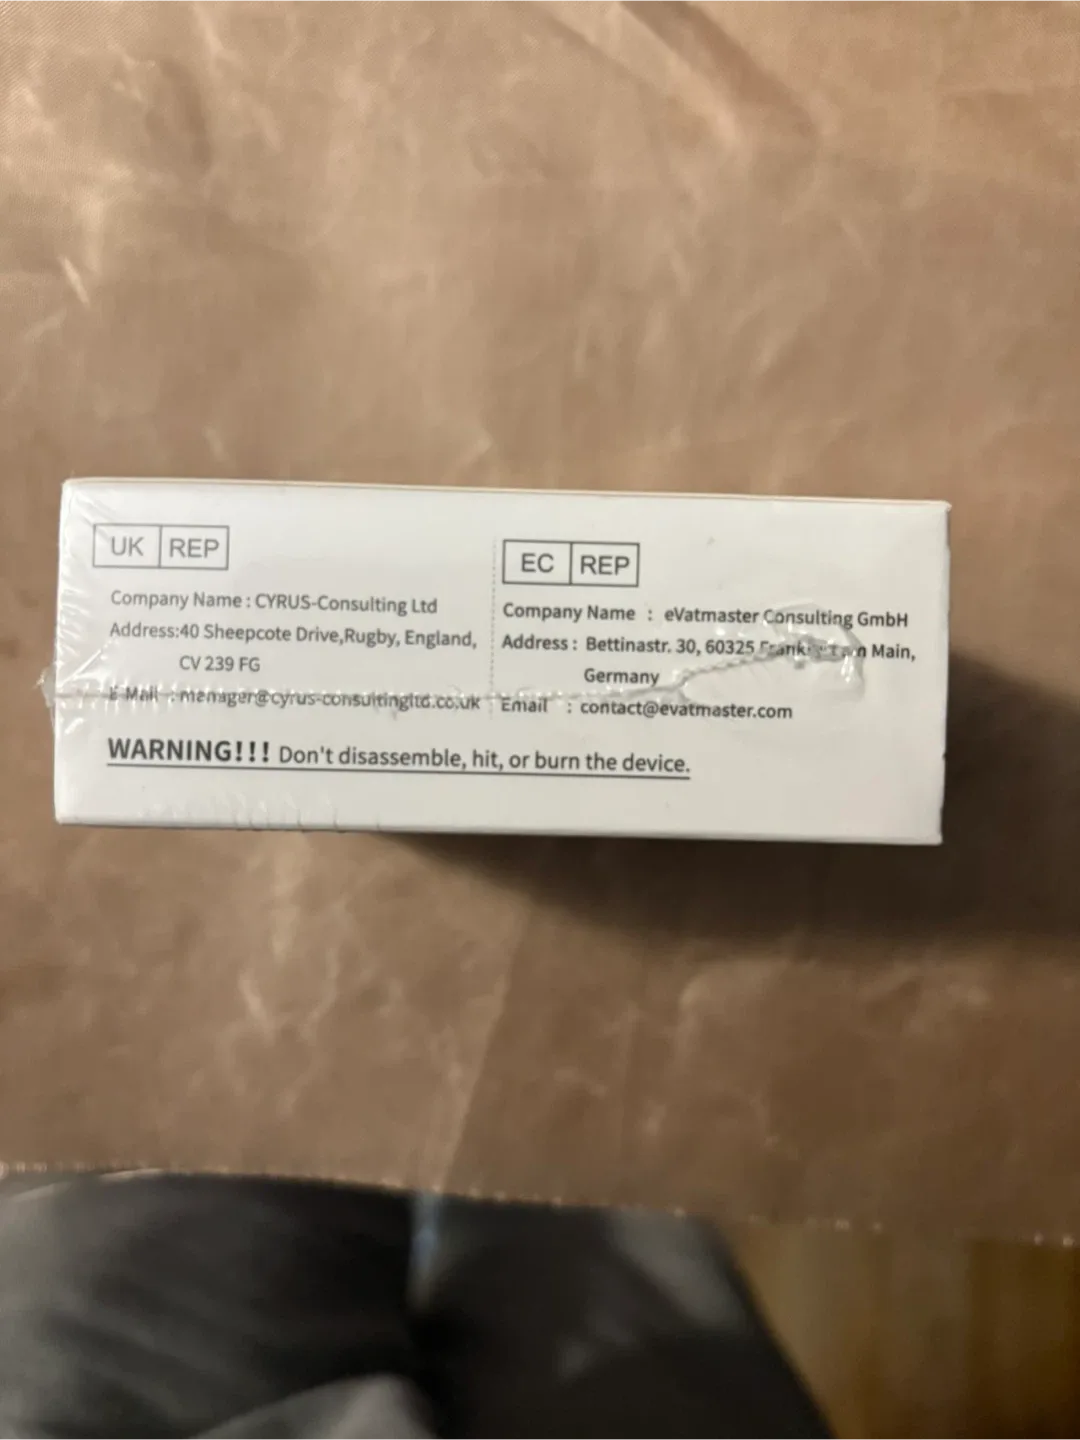 UK REP
Company Name : CYRUS-Consulting Ltd
Address:40 Sheepcote Drive,Rugby, England,
CV 239 FG
E Mail : manager@cyrus-consultingltd.co.uk
EC REP
Company Name : eVatmaster Consulting GmbH
Address : Bettinastr. 30, 60325 Main,
Germany
Email : contact@evatmaster.com
WARNING!!! Don't disassemble, hit, or burn the device.